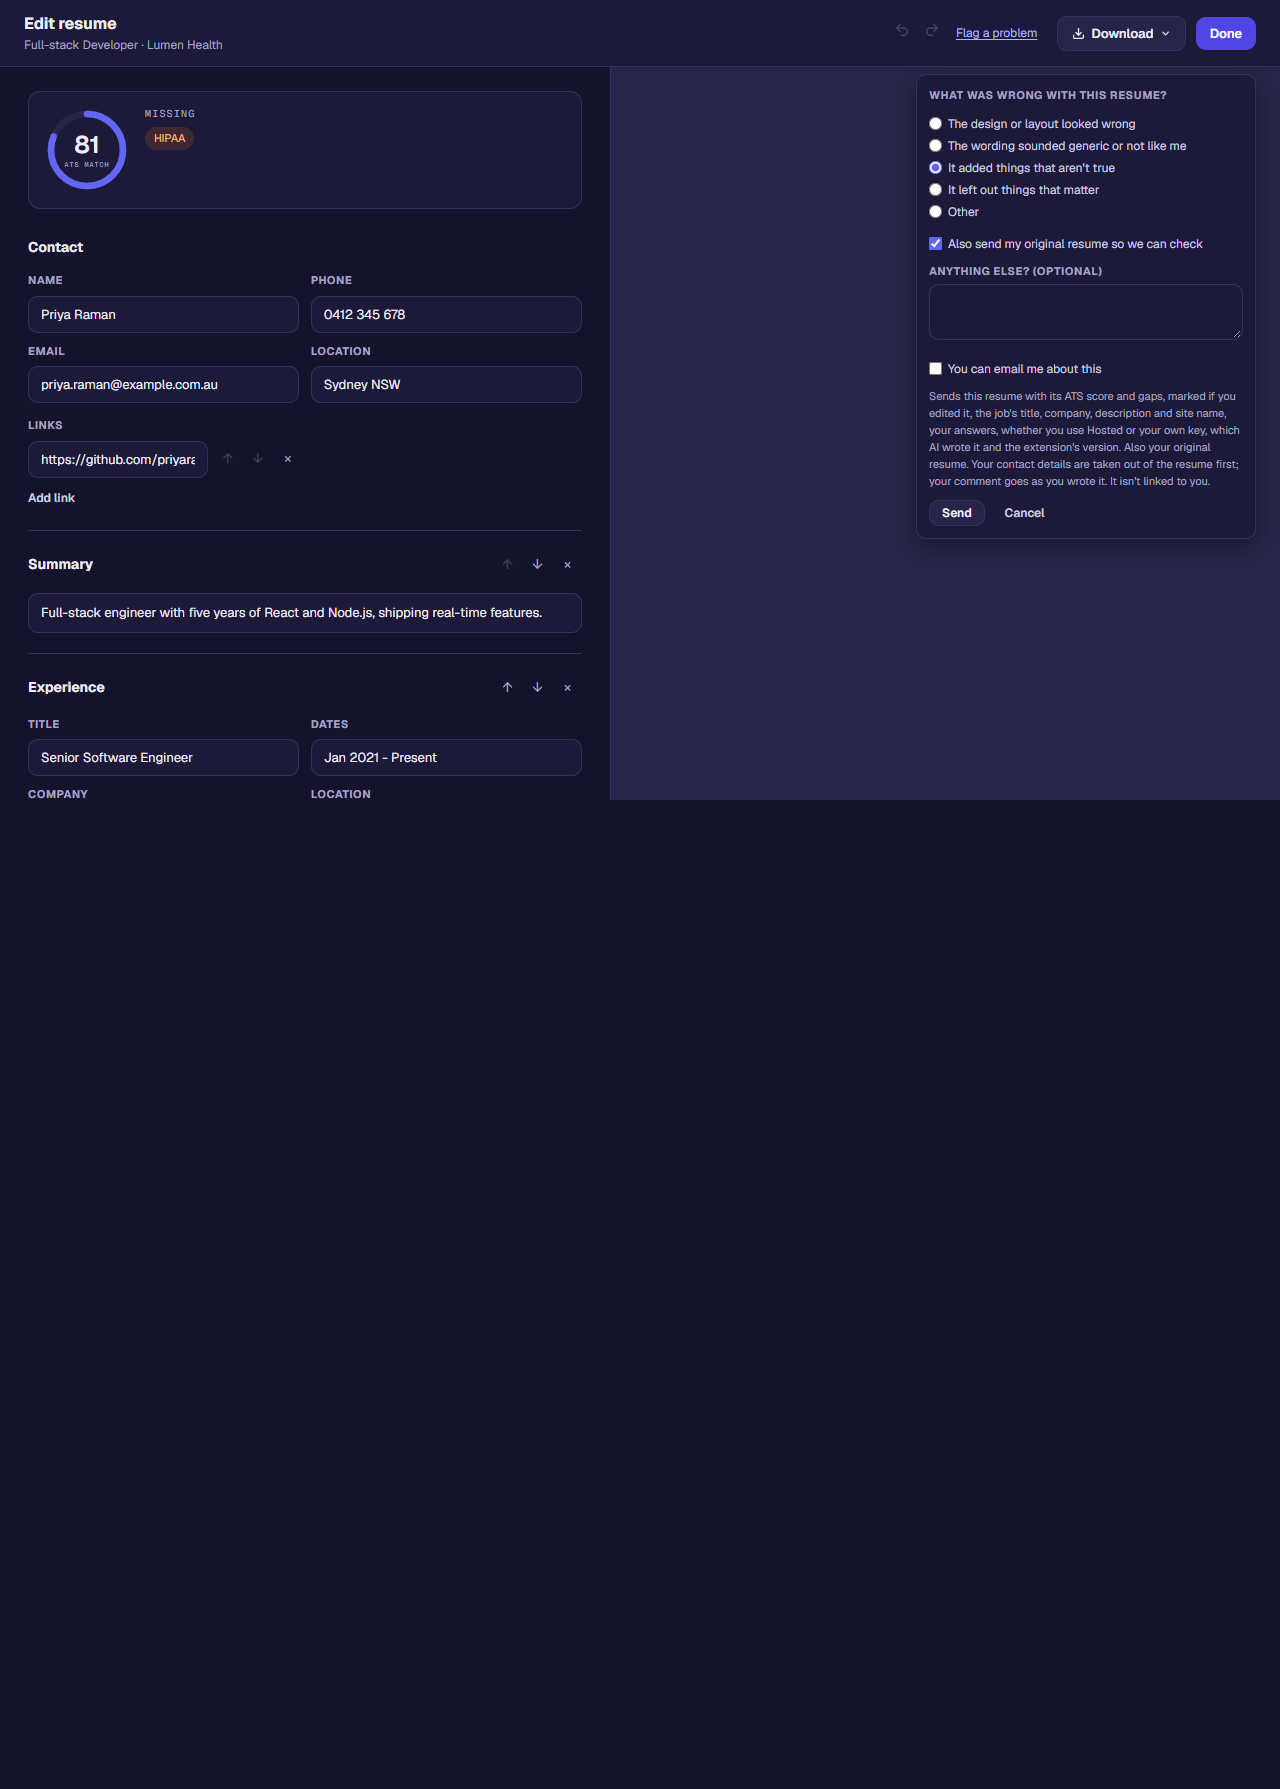 Edit resume
Full-stack Developer · Lumen Health
Flag a problem
Download
Done
81
ATS MATCH
MISSING
HIPAA
Contact
NAME
PHONE
Priya Raman
0412 345 678
EMAIL
LOCATION
priya.raman@example.com.au
Sydney NSW
LINKS
https://github.com/priyara
Add link
Summary
Full-stack engineer with five years of React and Node.js, shipping real-time features.
Experience
TITLE
DATES
Senior Software Engineer
Jan 2021 - Present
COMPANY
LOCATION
WHAT WAS WRONG WITH THIS RESUME?
The design or layout looked wrong
The wording sounded generic or not like me
It added things that aren't true
It left out things that matter
Other
Also send my original resume so we can check
ANYTHING ELSE? (OPTIONAL)
You can email me about this
Sends this resume with its ATS score and gaps, marked if you
edited it, the job's title, company, description and site name,
your answers, whether you use Hosted or your own key, which
AI wrote it and the extension's version. Also your original
resume. Your contact details are taken out of the resume first;
your comment goes as you wrote it. It isn't linked to you.
Send
Cancel